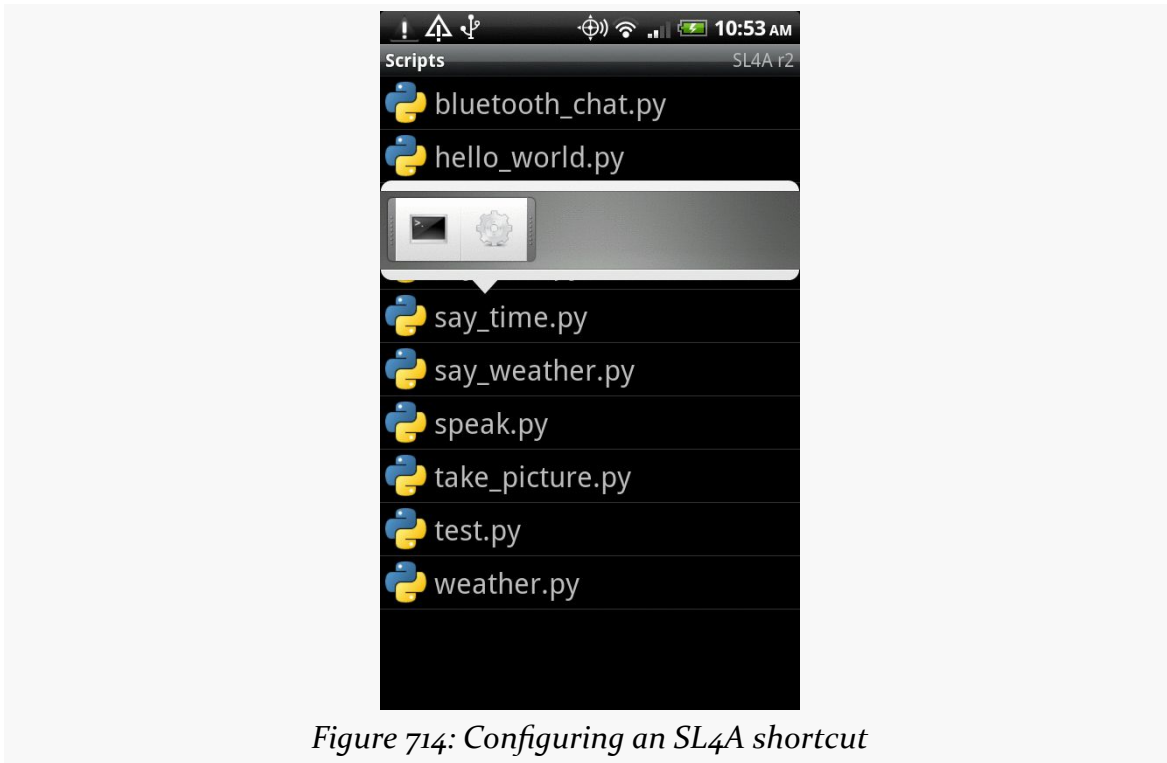 10:53 AM
Scripts SL4A r2
bluetooth_chat.py
hello_world.py
>.
say_time.py
say_weather.py
speak.py
take_picture.py
test.py
weather.py
Figure 714: Configuring an SL4A shortcut